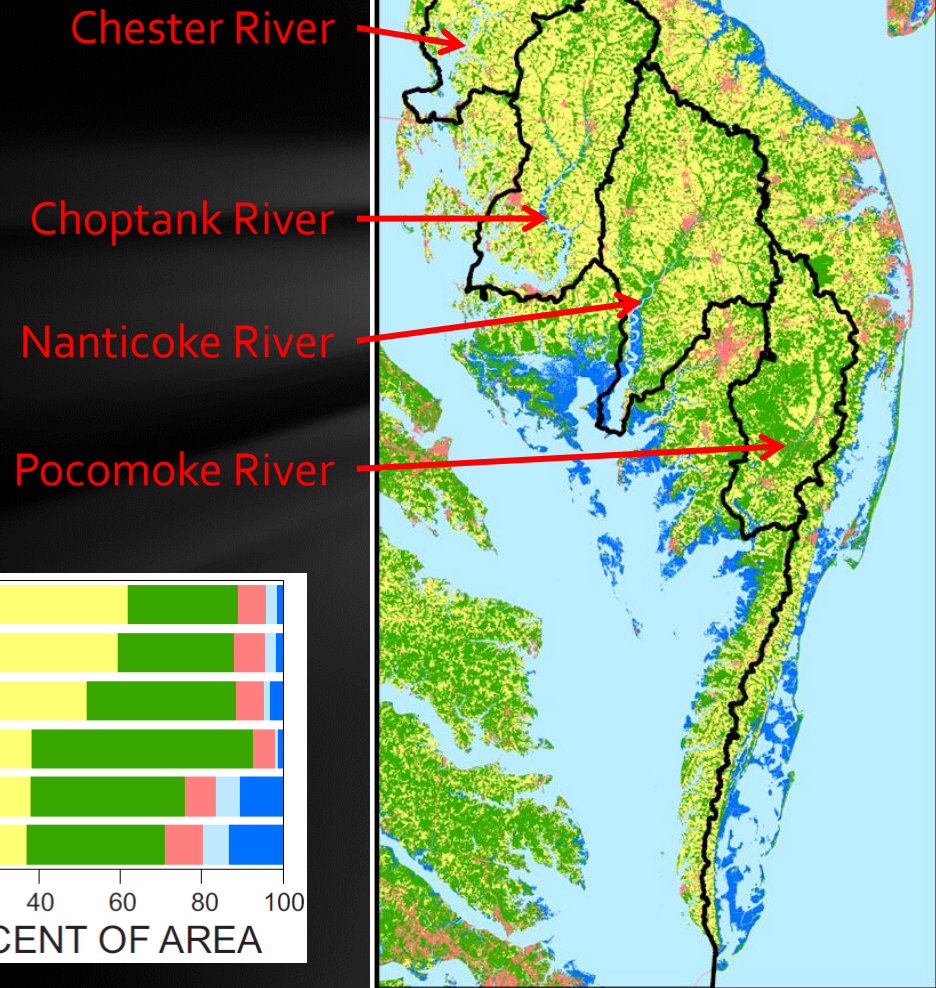 Chester River
Choptank River
Nanticoke River
Pocomoke River
40 60 80 100
CENT OF AREA